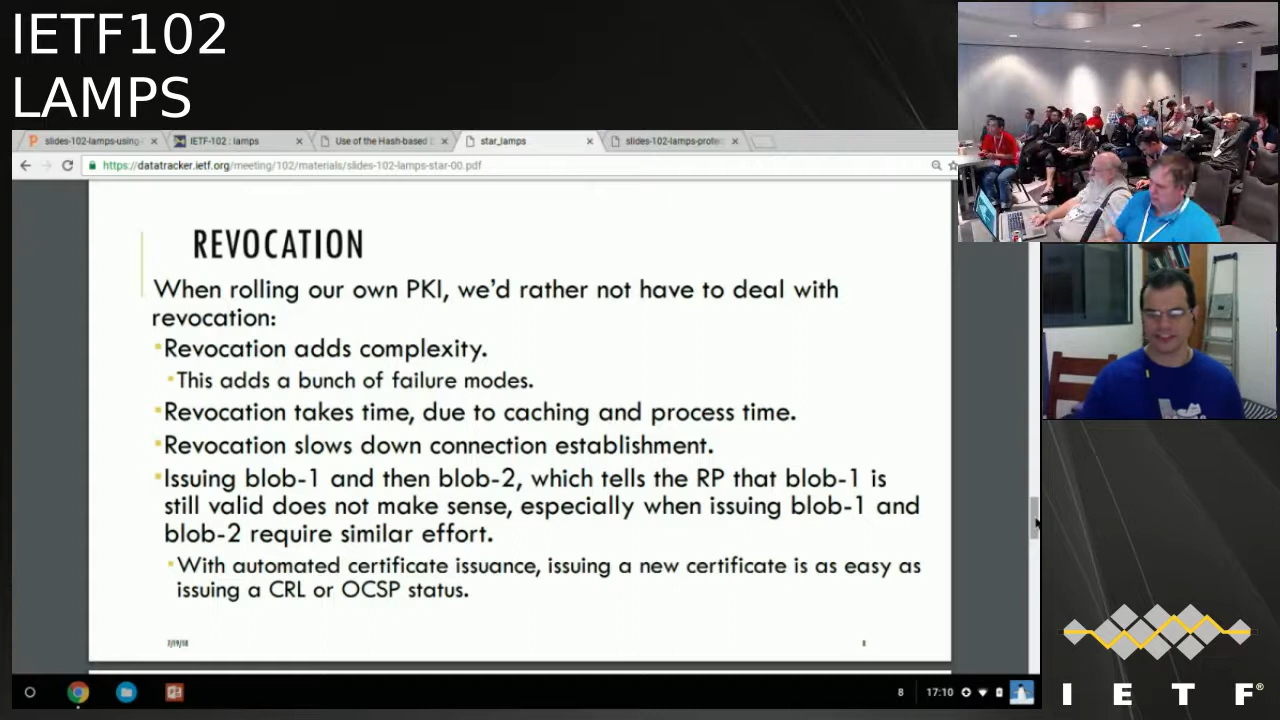 IETF102
LAMPS
slides-102-lamps-using-
IETF-102 : lamps
Use of the Hash-based
star_lamps
slides-102-lamps-prote
https://datatracker.ietf.org/meeting/102/materials/slides-102-lamps-star-00.pdf
REVOCATION
When rolling our own PKI, we'd rather not have to deal with
revocation:
Revocation adds complexity.
This adds a bunch of failure modes.
Revocation takes time, due to caching and process time.
Revocation slows down connection establishment.
Issuing blob-1 and then blob-2, which tells the RP that blob-1 is
still valid does not make sense, especially when issuing blob-1 and
blob-2 require similar effort.
With automated certificate issuance, issuing a new certificate is as easy as
issuing a CRL or OCSP status.
7/19/18
8
8 17:10
I E T F®